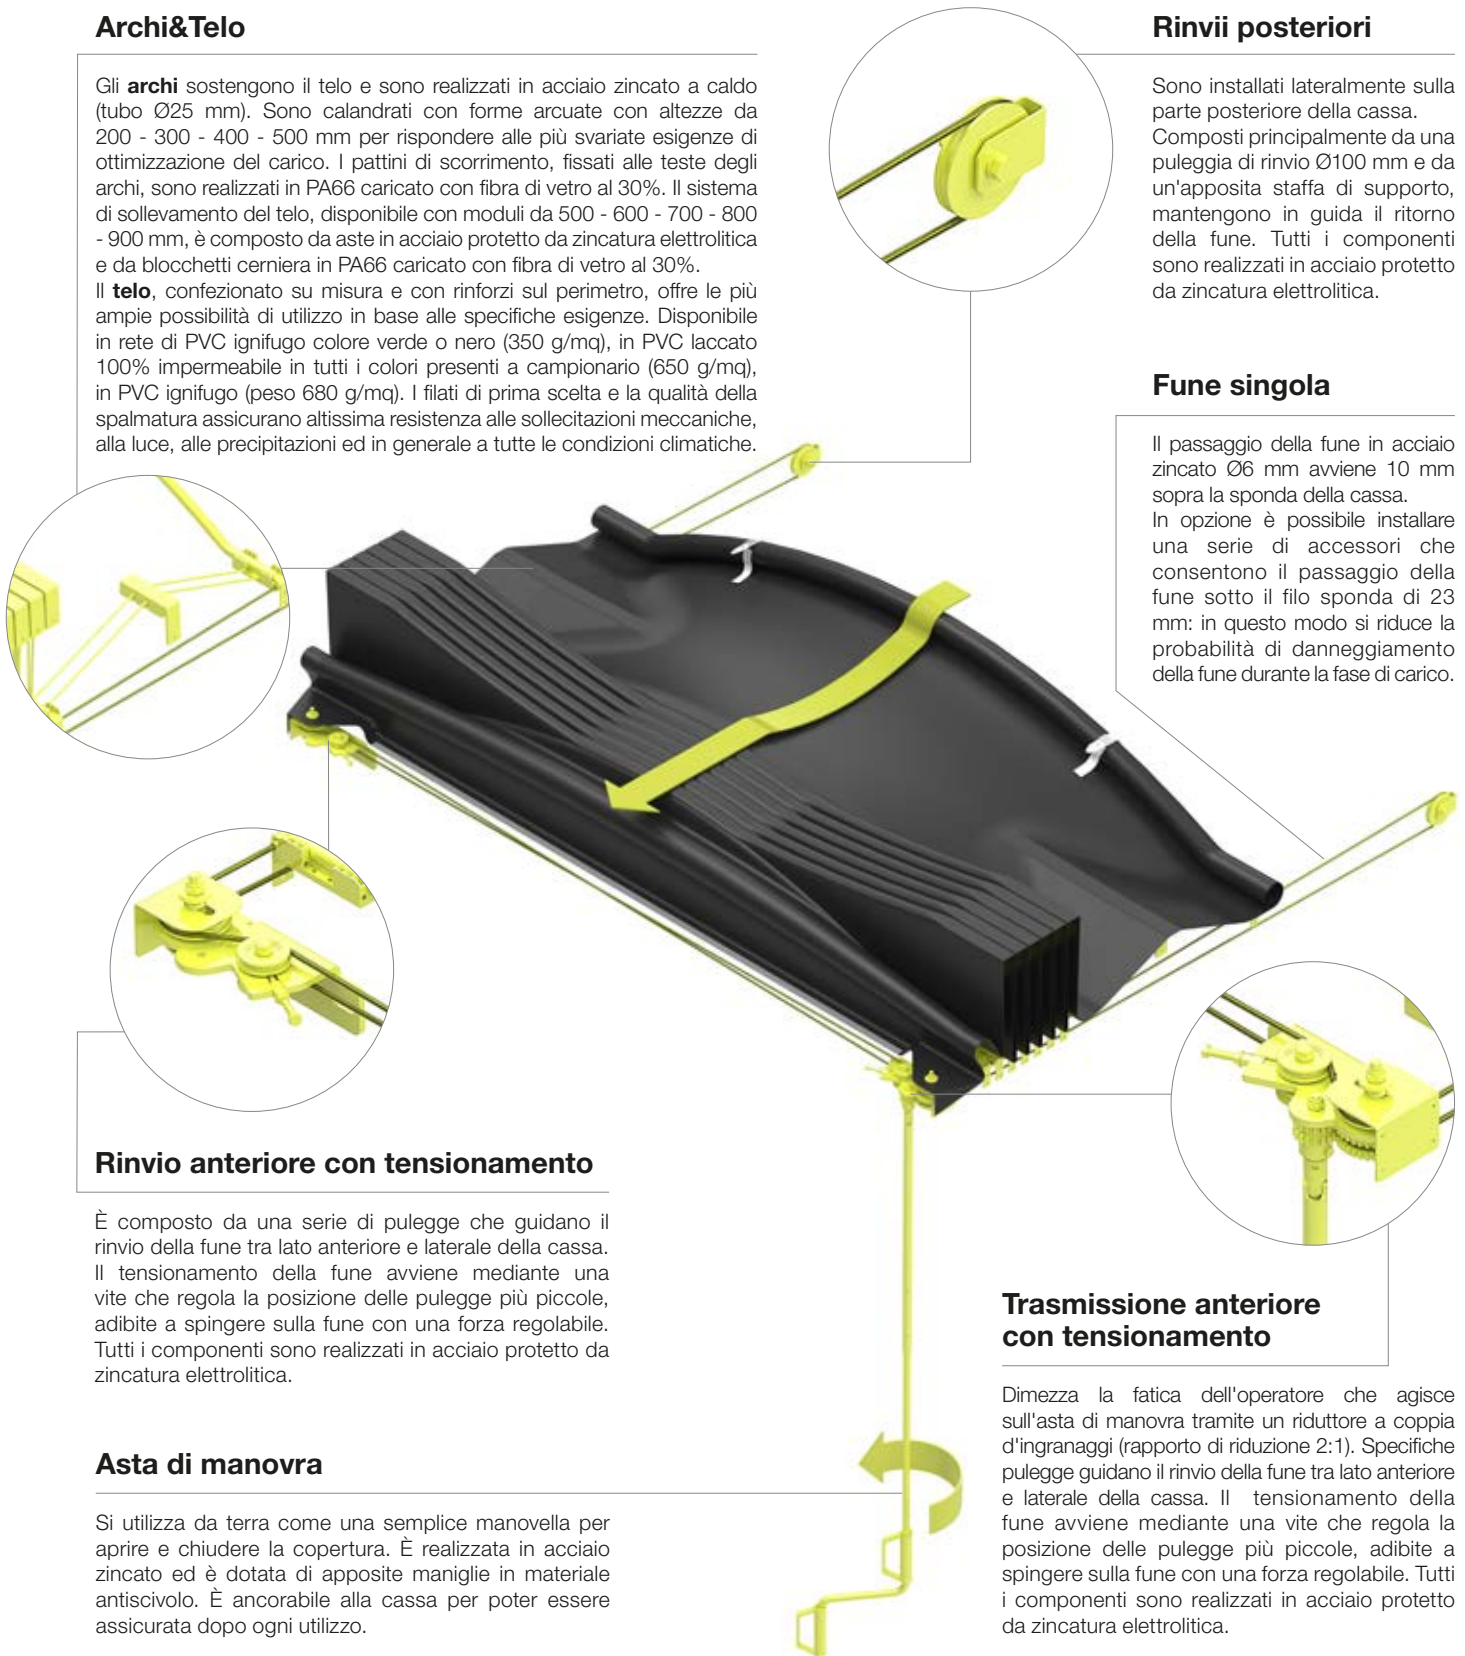 Archi&Telo
Gli archi sostengono il telo e sono realizzati in acciaio zincato a caldo
(tubo Ø25 mm). Sono calandrati con forme arcuate con altezze da
200 - 300 - 400 - 500 mm per rispondere alle più svariate esigenze di
ottimizzazione del carico. I pattini di scorrimento, fissati alle teste degli
archi, sono realizzati in PA66 caricato con fibra di vetro al 30%. Il sistema
di sollevamento del telo, disponibile con moduli da 500 - 600 - 700 - 800
- 900 mm, è composto da aste in acciaio protetto da zincatura elettrolitica
e da blocchetti cerniera in PA66 caricato con fibra di vetro al 30%.
Il telo, confezionato su misura e con rinforzi sul perimetro, offre le più
ampie possibilità di utilizzo in base alle specifiche esigenze. Disponibile
in rete di PVC ignifugo colore verde o nero (350 g/mq), in PVC laccato
100% impermeabile in tutti i colori presenti a campionario (650 g/mq),
in PVC ignifugo (peso 680 g/mq). I filati di prima scelta e la qualità della
spalmatura assicurano altissima resistenza alle sollecitazioni meccaniche,
alla luce, alle precipitazioni ed in generale a tutte le condizioni climatiche.
Rinvii posteriori
Sono installati lateralmente sulla
parte posteriore della cassa.
Composti principalmente da una
puleggia di rinvio Ø100 mm e da
un'apposita staffa di supporto,
mantengono in guida il ritorno
della fune. Tutti i componenti
sono realizzati in acciaio protetto
da zincatura elettrolitica.
Fune singola
Il passaggio della fune in acciaio
zincato Ø6 mm avviene 10 mm
sopra la sponda della cassa.
In opzione è possibile installare
una serie di accessori che
consentono il passaggio della
fune sotto il filo sponda di 23
mm: in questo modo si riduce la
probabilità di danneggiamento
della fune durante la fase di carico.
Rinvio anteriore con tensionamento
È composto da una serie di pulegge che guidano il
rinvio della fune tra lato anteriore e laterale della cassa.
Il tensionamento della fune avviene mediante una
vite che regola la posizione delle pulegge più piccole,
adibite a spingere sulla fune con una forza regolabile.
Tutti i componenti sono realizzati in acciaio protetto da
zincatura elettrolitica.
Asta di manovra
Si utilizza da terra come una semplice manovella per
aprire e chiudere la copertura. È realizzata in acciaio
zincato ed è dotata di apposite maniglie in materiale
antiscivolo. È ancorabile alla cassa per poter essere
assicurata dopo ogni utilizzo.
Trasmissione anteriore
con tensionamento
Dimezza la fatica dell'operatore che agisce
sull'asta di manovra tramite un riduttore a coppia
d'ingranaggi (rapporto di riduzione 2:1). Specifiche
pulegge guidano il rinvio della fune tra lato anteriore
e laterale della cassa. Il tensionamento della
fune avviene mediante una vite che regola la
posizione delle pulegge più piccole, adibite a
spingere sulla fune con una forza regolabile. Tutti
i componenti sono realizzati in acciaio protetto
da zincatura elettrolitica.